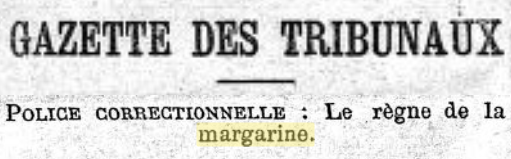 GAZETTE DES TRIBUNAUX
POLICE CORRECTIONNELLE : Le règne de la
margarine.